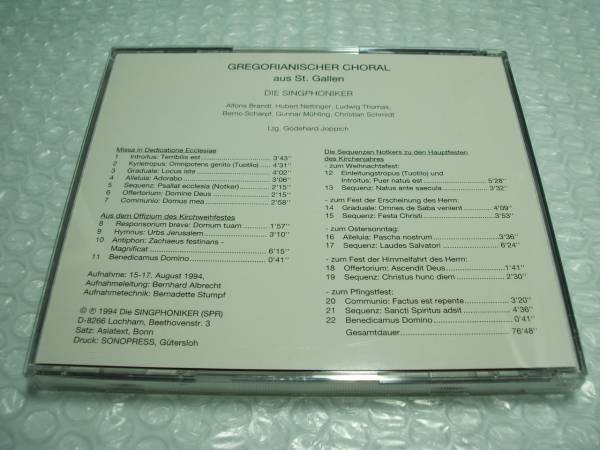 GREGORIANISCHER CHORAL
aus St. Gallen
DIE SINGPHONIKER
Alfons Brandl, Hubert Nettinger, Ludwig Thomas,
Berno Scharpf, Gunnar Mühling, Christian Schmidt
Ltg. Godehard Joppich
Missa in Dedicatione Ecclesiae
1 Introitus: Terribilis est ..... 3'43"
2 Kyrietropus: Omnipotens genito (Tuotilo) ..... 4'31"
3 Graduale: Locus iste ..... 4'02"
4 Alleluia: Adorabo ..... 3'06"
5 Sequenz: Psallat ecclesia (Notker) ..... 2'15"
6 Offertorium: Domine Deus ..... 2'15"
7 Communio: Domus mea ..... 2'58"
Aus dem Offizium des Kirchweihfestes
8 Responsorium breve: Domum tuam ..... 1'57"
9 Hymnus: Urbs Jerusalem ..... 3'10"
10 Antiphon: Zachaeus festinans -
Magnificat ..... 6'15"
11 Benedicamus Domino ..... 0'41"
Aufnahme: 15-17. August 1994,
Aufnahmeleitung: Bernhard Albrecht
Aufnahmetechnik: Bernadette Stumpf
© ℗ 1994 Die SINGPHONIKER (SPR)
D-8266 Lochham, Beethovenstr. 3
Satz: Asiatext, Bonn
Druck: SONOPRESS, Gütersloh
Die Sequenzen Notkers zu den Hauptfesten
des Kirchenjahres
- zum Weihnachtsfest:
12 Einleitungstropus (Tuotilo) und
Introitus: Puer natus est ..... 5'28"
13 Sequenz: Natus ante saecula ..... 3'32"
- zum Fest der Erscheinung des Herrn:
14 Graduale: Omnes de Saba venient ..... 4'09"
15 Sequenz: Festa Christi ..... 3'53"
- zum Ostersonntag:
16 Alleluia: Pascha nostrum ..... 3'36"
17 Sequenz: Laudes Salvatori ..... 6'24"
- zum Fest der Himmelfahrt des Herrn:
18 Offertorium: Ascendit Deus ..... 1'41"
19 Sequenz: Christus hunc diem ..... 2'30"
- zum Pfingstfest:
20 Communio: Factus est repente ..... 3'20"
21 Sequenz: Sancti Spiritus adsit ..... 4'36"
22 Benedicamus Domino ..... 0'41"
Gesamtdauer ..... 76'48"